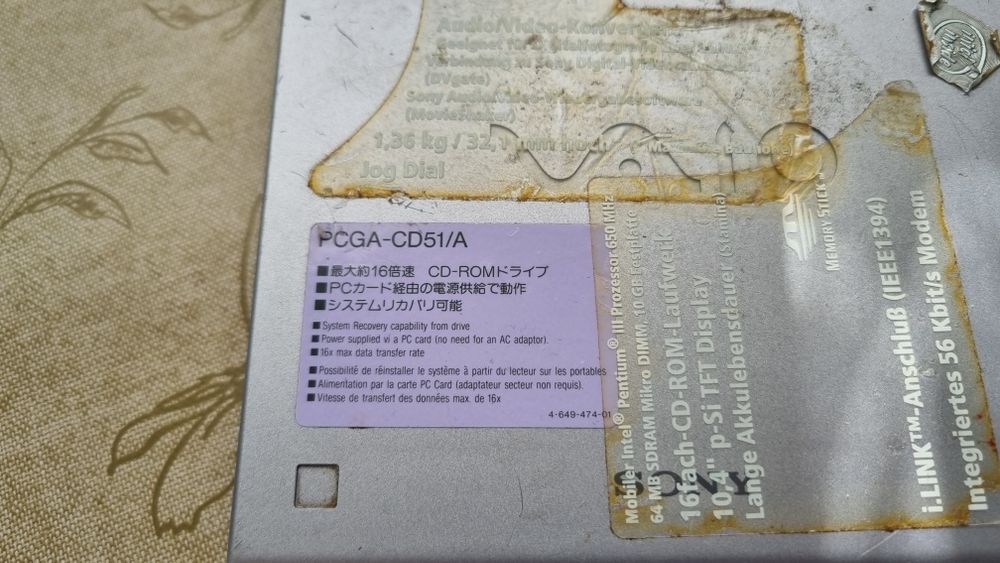 Audio/Video-Konverter
(DVgate)
(MovieShaker)
1,36 kg / 32,1 mm hoch
Jog Dial
VAIO
PCGA-CD51/A
■最大約16倍速 CD-ROMドライブ
■PCカード経由の電源供給で動作
■システムリカバリ可能
■ System Recovery capability from drive
■ Power supplied vi a PC card (no need for an AC adaptor).
■ 16x max data transfer rate
■ Possibilité de réinstaller le système à partir du lecteur sur les portables
■ Alimentation par la carte PC Card (adaptateur secteur non requis).
■ Vitesse de transfert des données max. de 16x
4-649-474-01
Mobiler Intel® Pentium® III Prozessor 650 MHz
64 MB SDRAM Mikro DIMM, 10 GB Festplatte
16fach-CD-ROM-Laufwerk
10,4" p-Si TFT Display
Lange Akkulebensdauer (Stamina)
MEMORY STICK™
i.LINK™-Anschluß (IEEE1394)
Integriertes 56 Kbit/s Modem
SONY